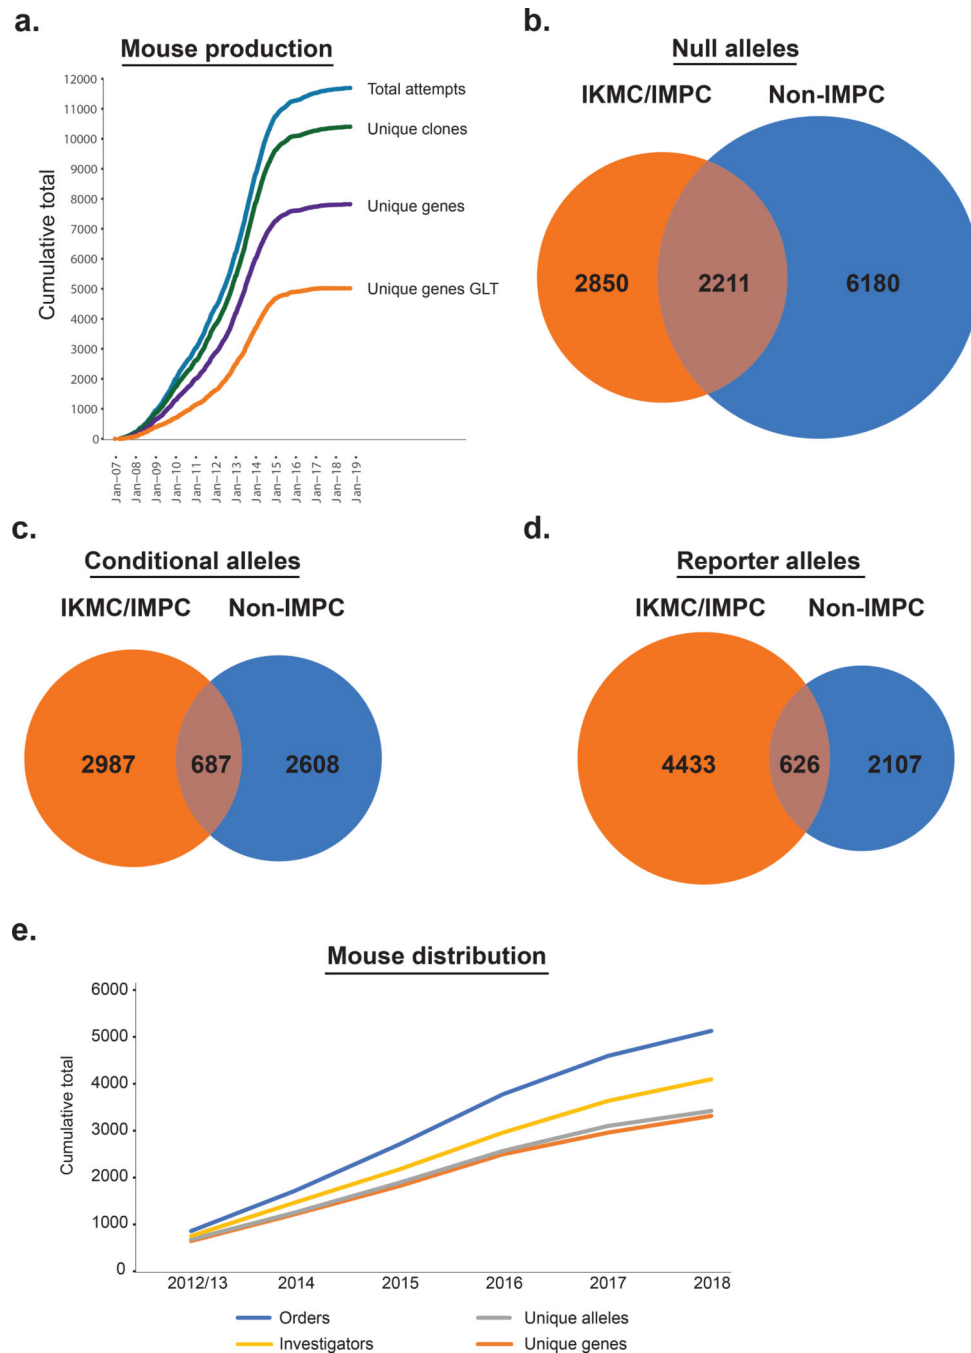 a.
Mouse production
Cumulative total
12000
11000
10000
9000
8000
7000
6000
5000
4000
3000
2000
1000
0
Total attempts
Unique clones
Unique genes
Unique genes GLT
Jan-07
Jan-08
Jan-09
Jan-10
Jan-11
Jan-12
Jan-13
Jan-14
Jan-15
Jan-16
Jan-17
Jan-18
Jan-19
b.
Null alleles
IKMC/IMPC Non-IMPC
2850 2211 6180
c.
Conditional alleles
IKMC/IMPC Non-IMPC
2987 687 2608
d.
Reporter alleles
IKMC/IMPC Non-IMPC
4433 626 2107
e.
Mouse distribution
Cumulative total
6000
5000
4000
3000
2000
1000
0
2012/13 2014 2015 2016 2017 2018
Orders Unique alleles
Investigators Unique genes